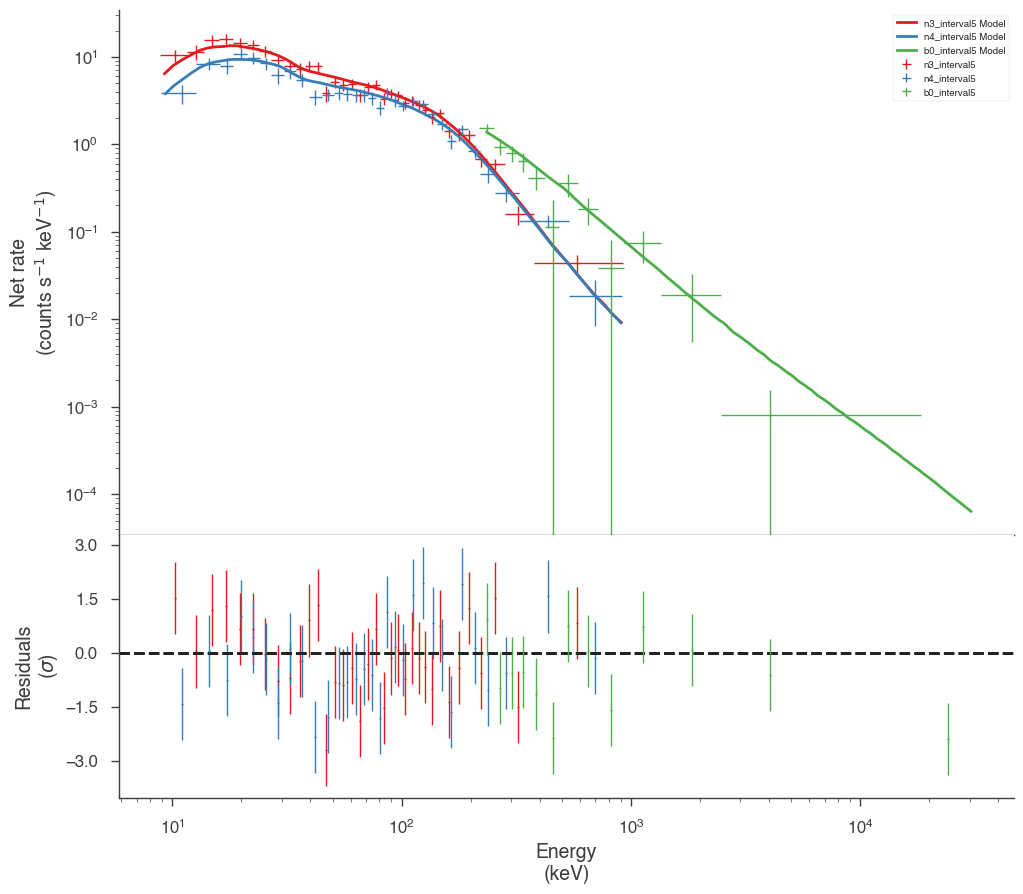 n3_interval5 Model
n4_interval5 Model
b0_interval5 Model
n3_interval5
n4_interval5
b0_interval5
10¹
10⁰
10⁻¹
10⁻²
10⁻³
10⁻⁴
Net rate
(counts s⁻¹ keV⁻¹)
3.0
1.5
0.0
−1.5
−3.0
Residuals
(σ)
10¹ 10² 10³ 10⁴
Energy
(keV)